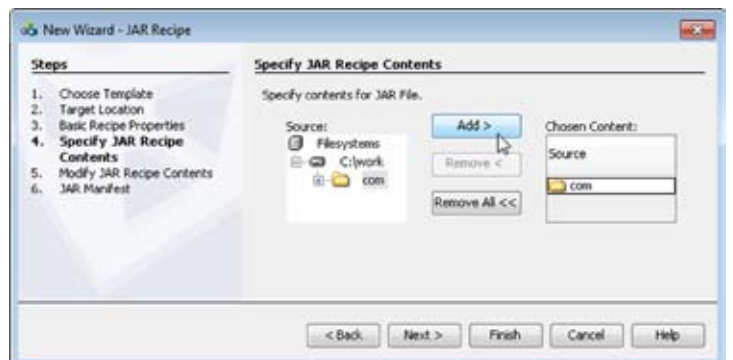 New Wizard - JAR Recipe
Steps
1. Choose Template
2. Target Location
3. Basic Recipe Properties
4. Specify JAR Recipe
Contents
5. Modify JAR Recipe Contents
6. JAR Manifest
Specify JAR Recipe Contents
Specify contents for JAR File.
Source:
Filesystems
C:\work
com
Add >
Remove <
Remove All <<
Chosen Content:
Source
com
< Back
Next >
Finish
Cancel
Help